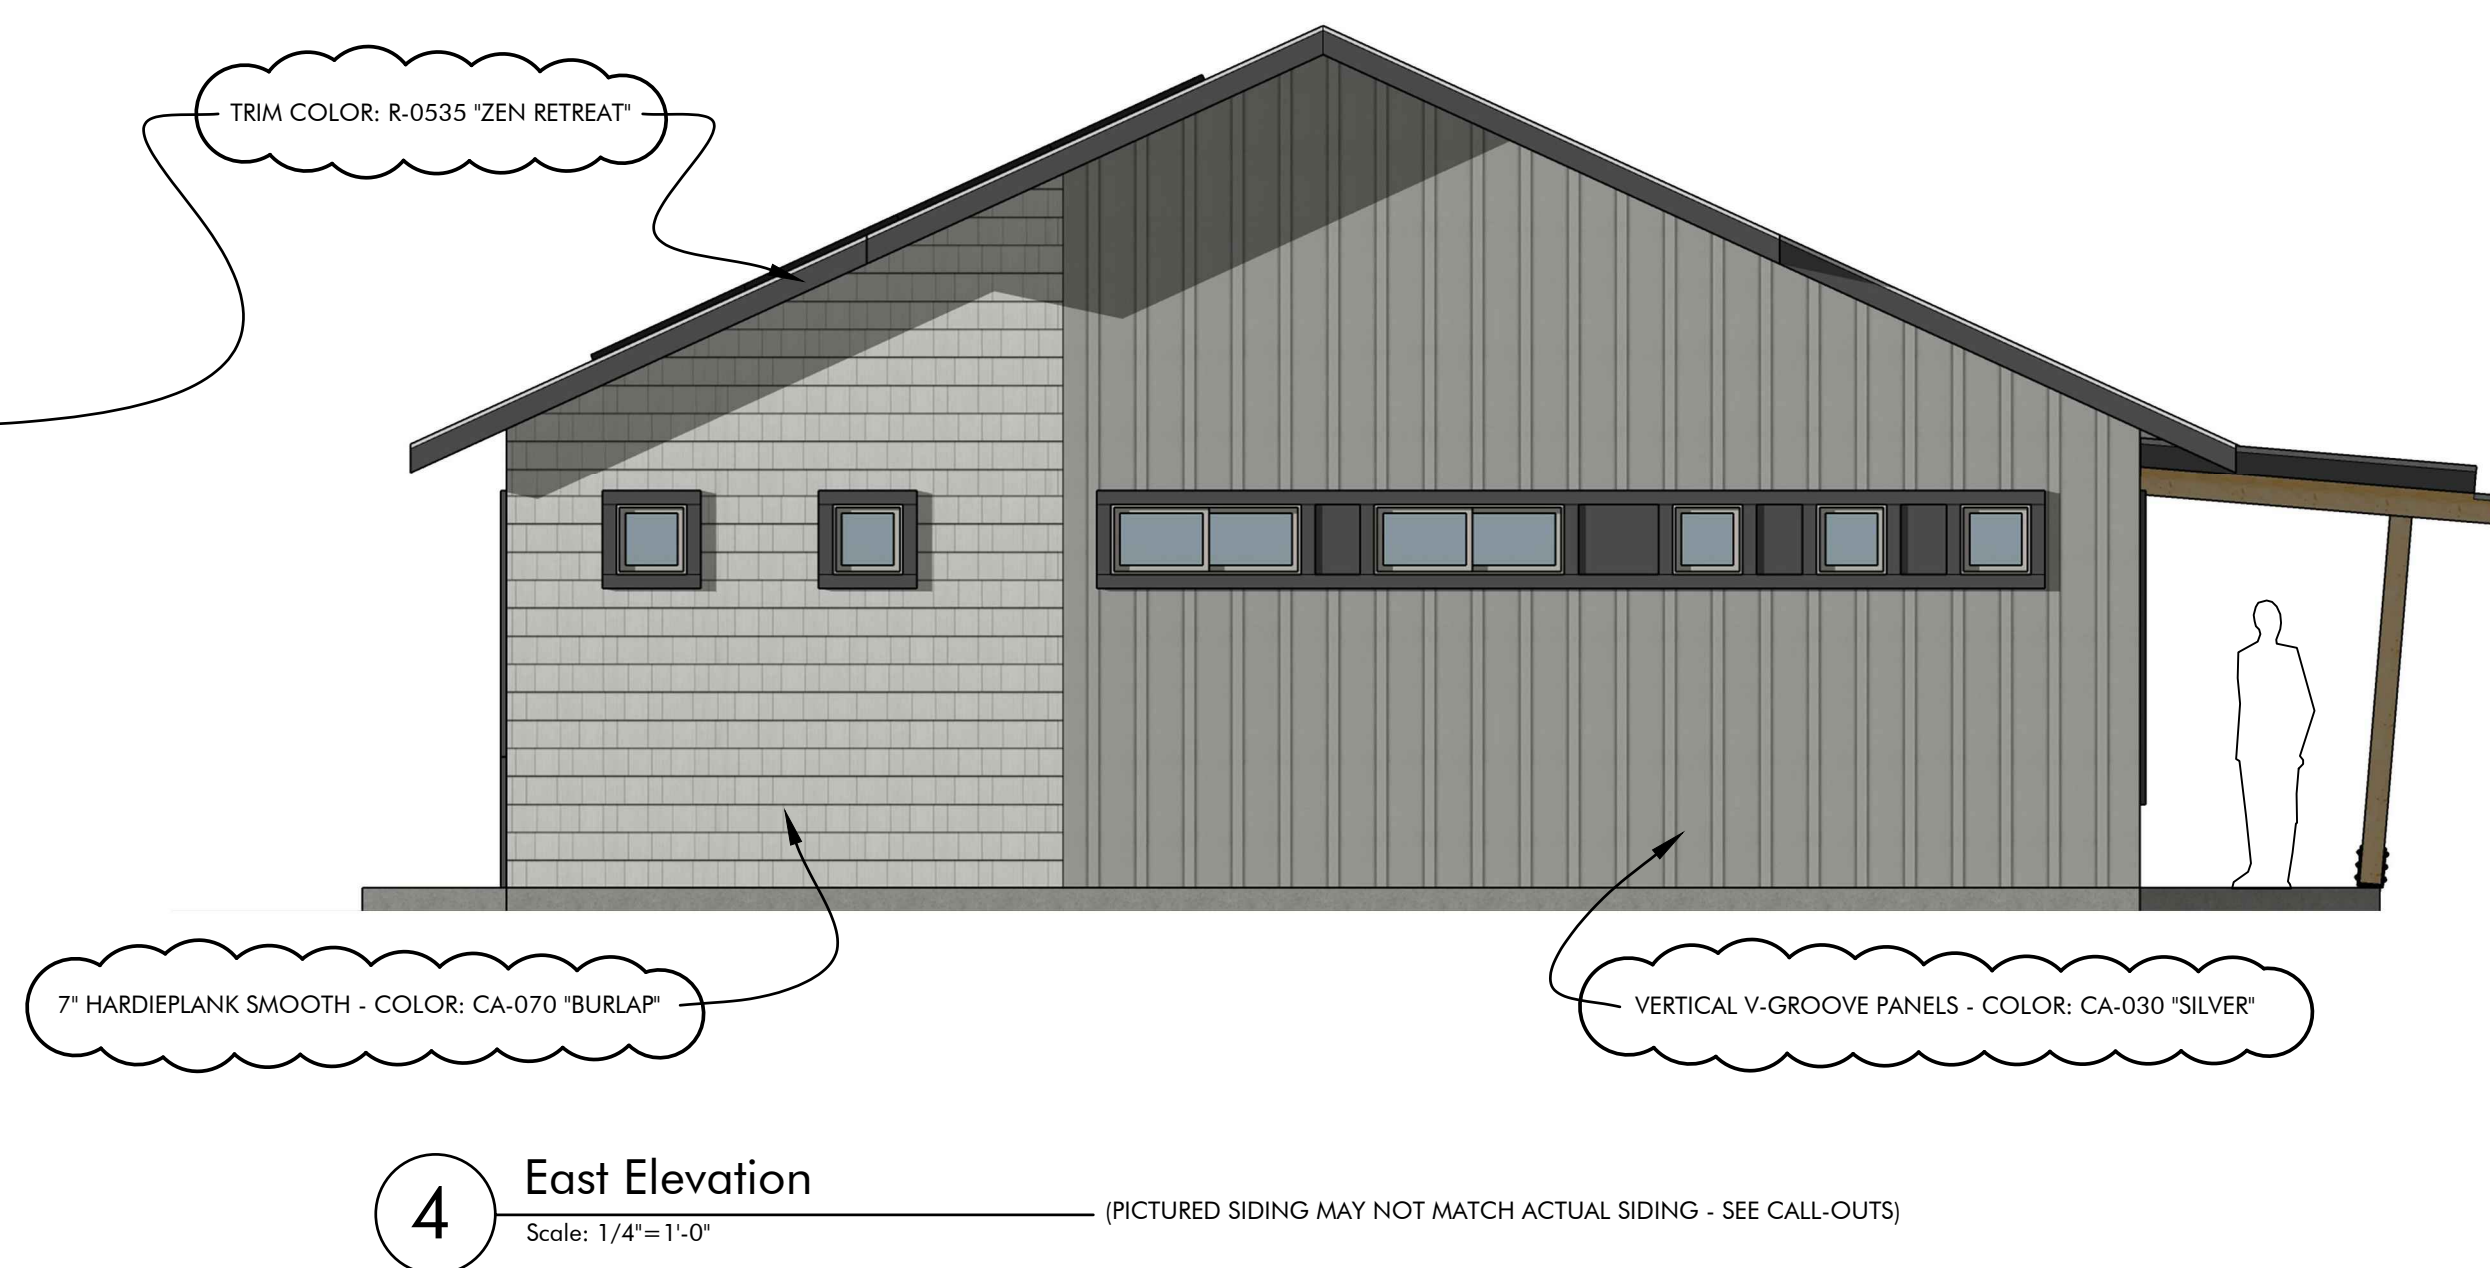 TRIM COLOR: R-0535 "ZEN RETREAT"
7" HARDIEPLANK SMOOTH - COLOR: CA-070 "BURLAP"
VERTICAL V-GROOVE PANELS - COLOR: CA-030 "SILVER"
4
East Elevation
Scale: 1/4"=1'-0"
(PICTURED SIDING MAY NOT MATCH ACTUAL SIDING - SEE CALL-OUTS)